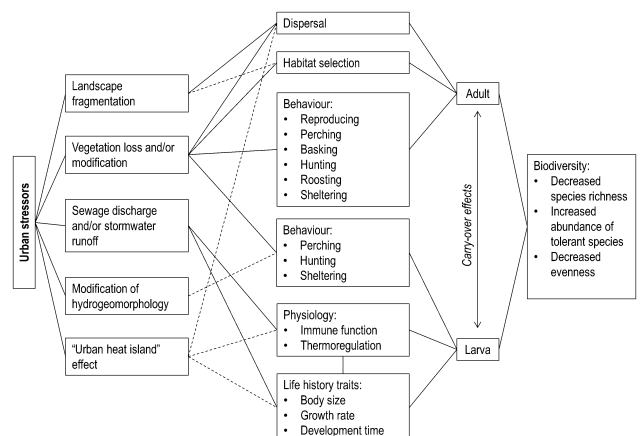 Urban stressors
Landscape
fragmentation
Vegetation loss and/or
modification
Sewage discharge
and/or stormwater
runoff
Modification of
hydrogeomorphology
“Urban heat island”
effect
Dispersal
Habitat selection
Behaviour:
• Reproducing
• Perching
• Basking
• Hunting
• Roosting
• Sheltering
Behaviour:
• Perching
• Hunting
• Sheltering
Physiology:
• Immune function
• Thermoregulation
Life history traits:
• Body size
• Growth rate
• Development time
Adult
Carry-over effects
Larva
Biodiversity:
• Decreased
species richness
• Increased
abundance of
tolerant species
• Decreased
evenness